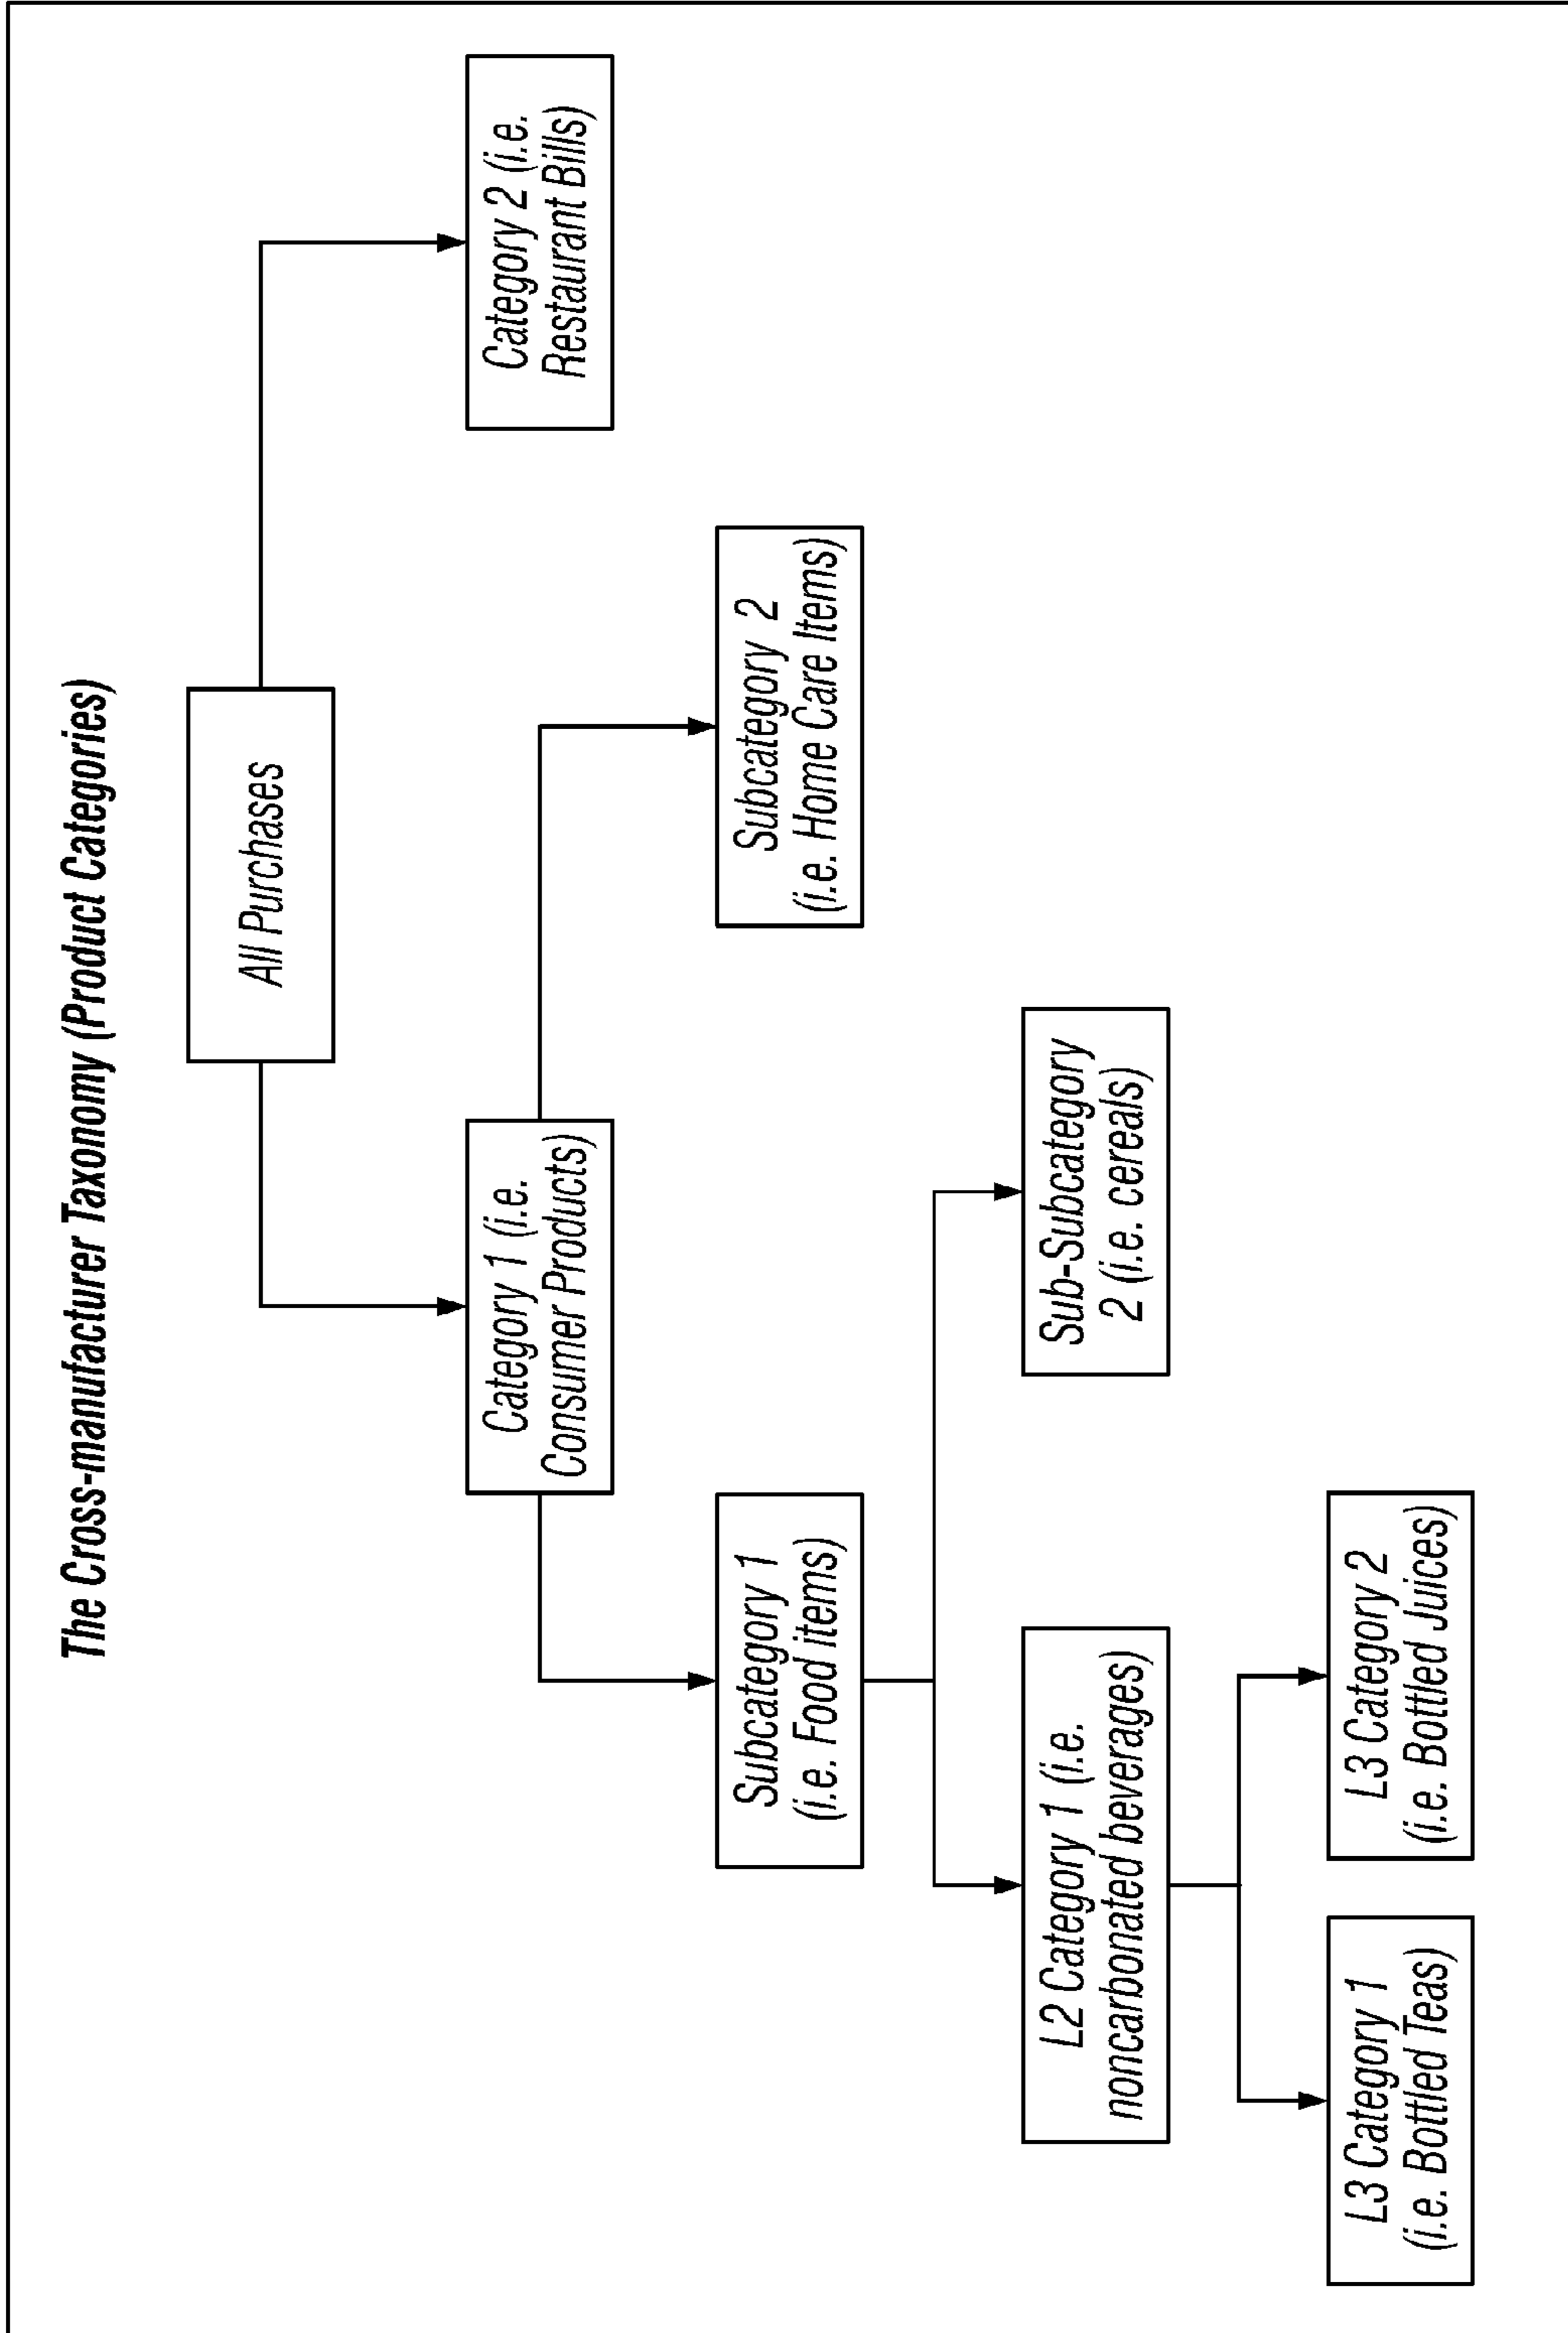 The Cross-manufacturer Taxonomy (Product Categories)
All Purchases
Category 1 (i.e.
Consumer Products)
Category 2 (i.e.
Restaurant Bills)
Subcategory 1
(i.e. Food items)
Subcategory 2
(i.e. Home Care Items)
L2 Category 1 (i.e.
noncarbonated beverages)
Sub-Subcategory
2 (i.e. cereals)
L3 Category 1
(i.e. Bottled Teas)
L3 Category 2
(i.e. Bottled Juices)